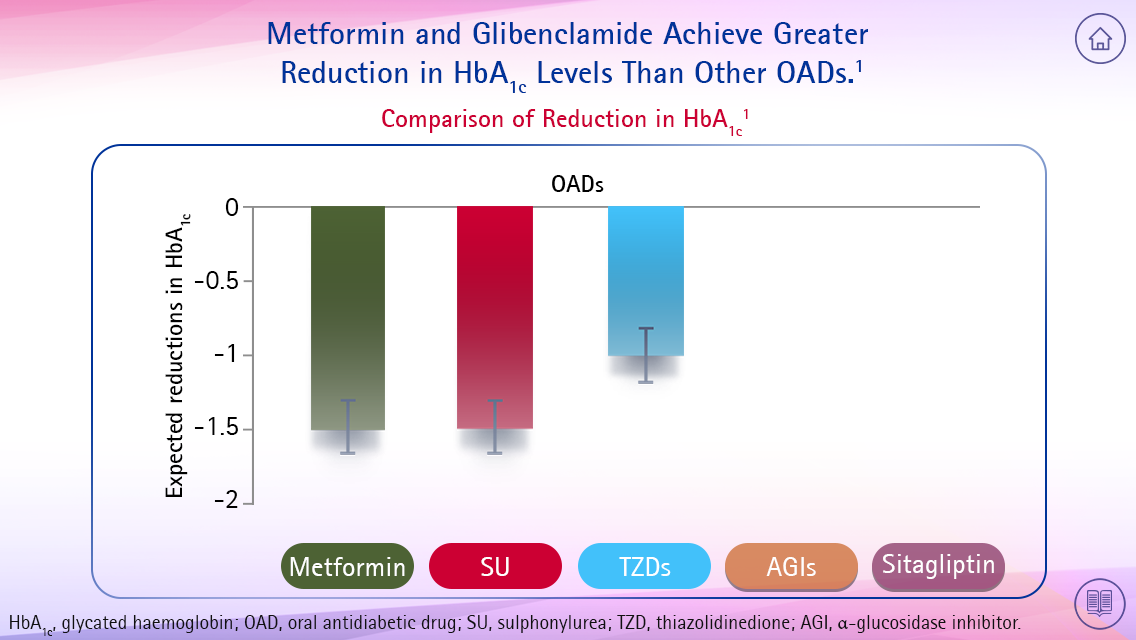 Metformin and Glibenclamide Achieve Greater
Reduction in HbA1c Levels Than Other OADs.1
Comparison of Reduction in HbA1c1
OADs
Expected reductions in HbA1c
0
-0.5
-1
-1.5
-2
Metformin
SU
TZDs
AGIs
Sitagliptin
HbA1c, glycated haemoglobin; OAD, oral antidiabetic drug; SU, sulphonylurea; TZD, thiazolidinedione; AGI, α-glucosidase inhibitor.